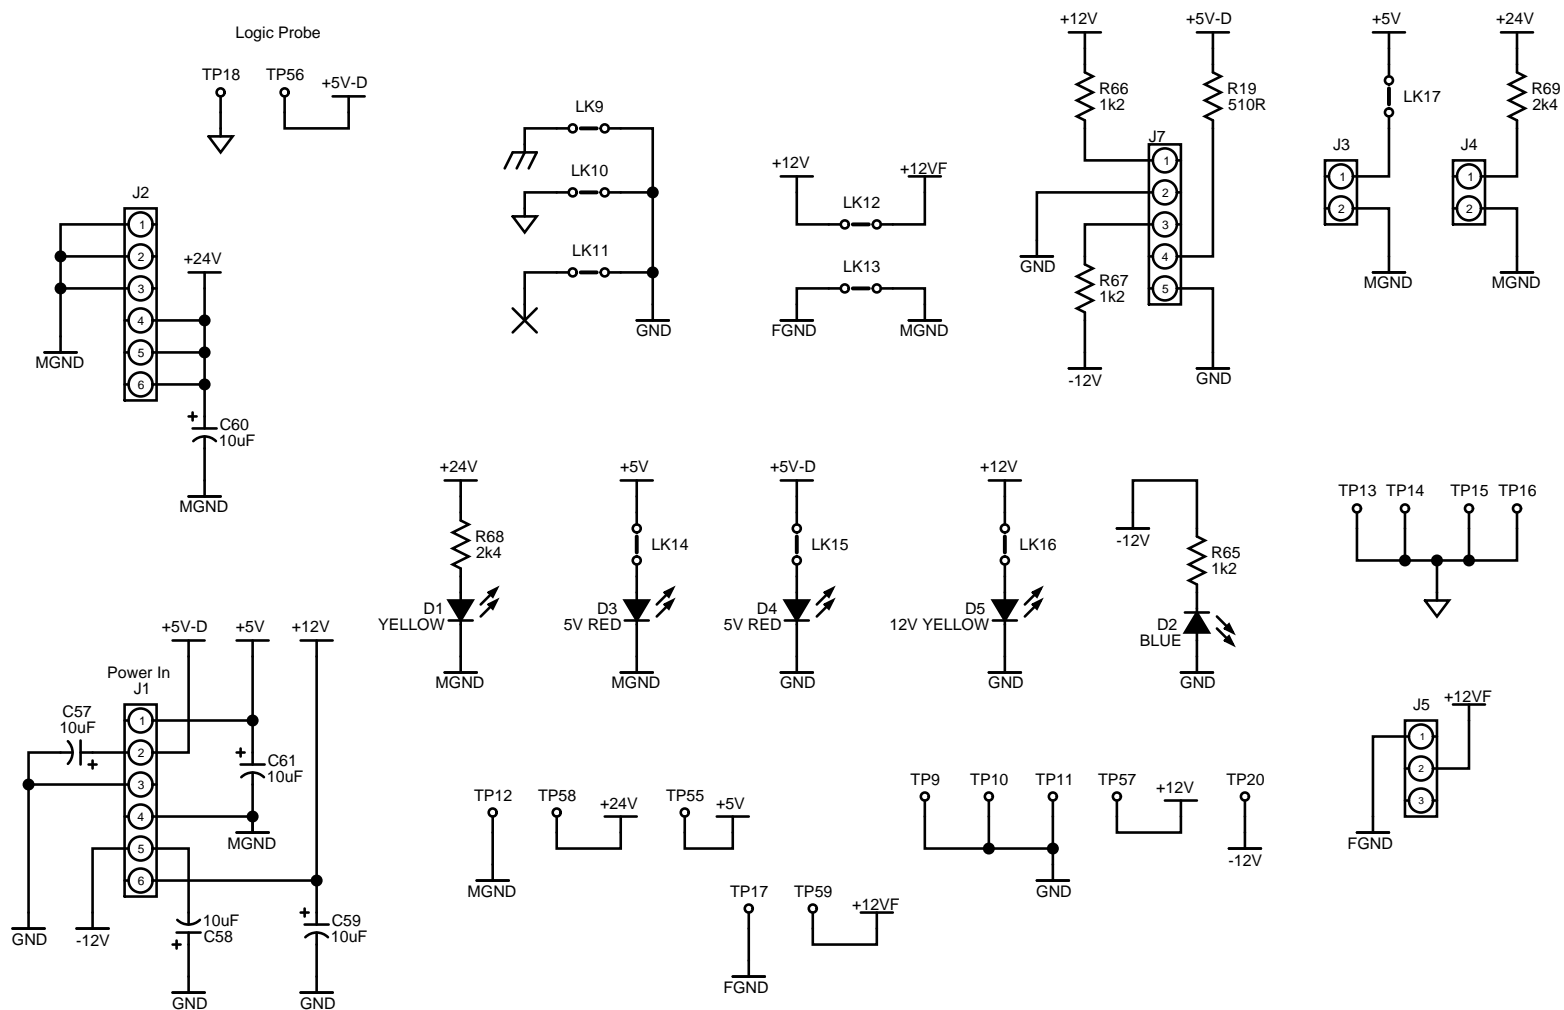 Logic Probe
TP18
TP56
+5V-D
J2
1
2
3
4
5
6
+24V
MGND
+
C60
10uF
MGND
LK9
LK10
LK11
GND
+12V
+12VF
LK12
LK13
FGND
MGND
+12V
+5V-D
R66
1k2
R19
510R
J7
1
2
3
4
5
GND
R67
1k2
-12V
GND
+5V
LK17
J3
1
2
MGND
+24V
R69
2k4
J4
1
2
MGND
+24V
R68
2k4
D1
YELLOW
MGND
+5V
LK14
D3
5V RED
MGND
+5V-D
LK15
D4
5V RED
GND
+12V
LK16
D5
12V YELLOW
GND
-12V
R65
1k2
D2
BLUE
GND
TP13
TP14
TP15
TP16
+5V-D
+5V
+12V
Power In
J1
1
2
3
4
5
6
C57
10uF
+
+
C61
10uF
MGND
GND
-12V
10uF
C58
+
GND
+
C59
10uF
GND
TP12
MGND
TP58
+24V
TP55
+5V
TP17
FGND
TP59
+12VF
TP9
TP10
TP11
GND
TP57
+12V
TP20
-12V
J5
1
2
3
+12VF
FGND